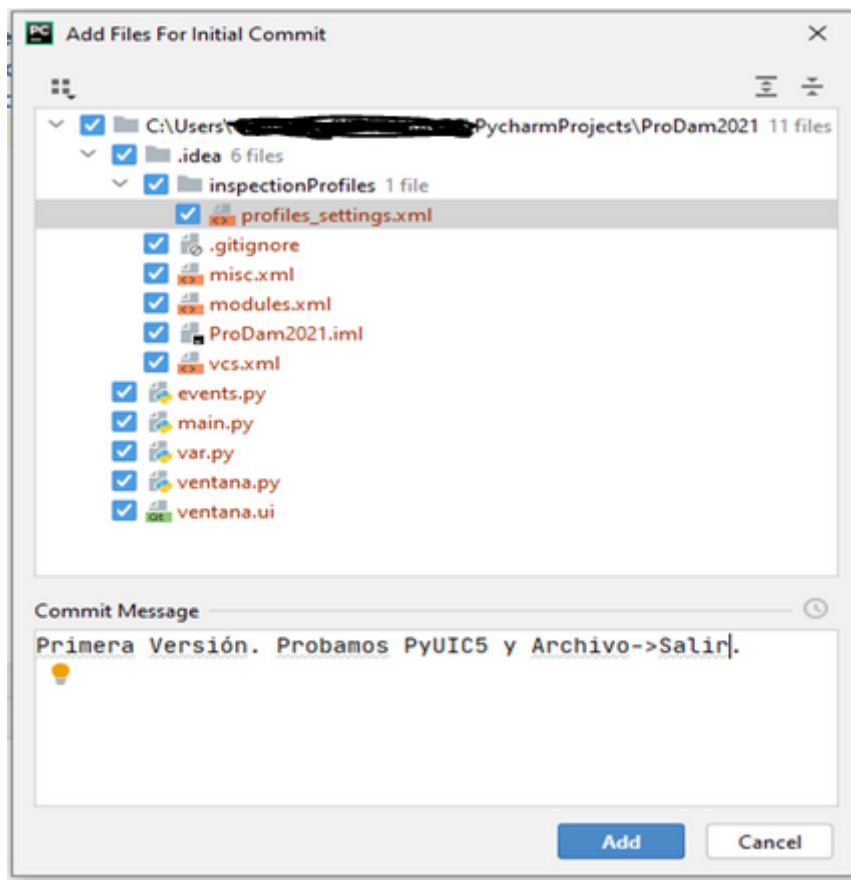 PC Add Files For Initial Commit
C:\Users\ PycharmProjects\ProDam2021 11 files
.idea 6 files
inspectionProfiles 1 file
profiles_settings.xml
.gitignore
misc.xml
modules.xml
ProDam2021.iml
vcs.xml
events.py
main.py
var.py
ventana.py
Qt ventana.ui
Commit Message
Primera Versión. Probamos PyUIC5 y Archivo->Salir.
Add Cancel